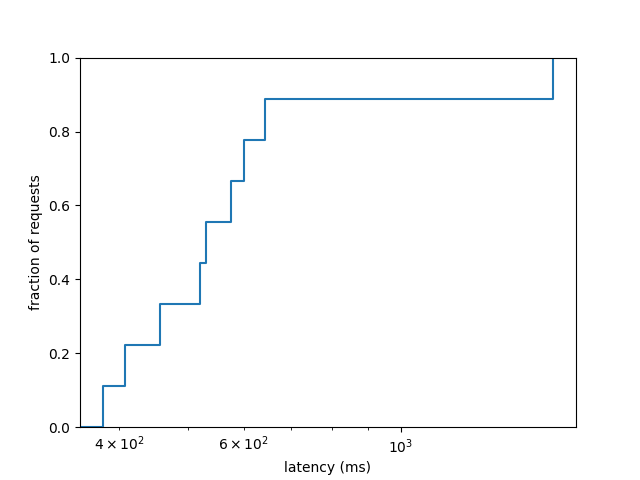 1.0
0.8
0.6
0.4
0.2
0.0
fraction of requests
4 × 10²
6 × 10²
10³
latency (ms)